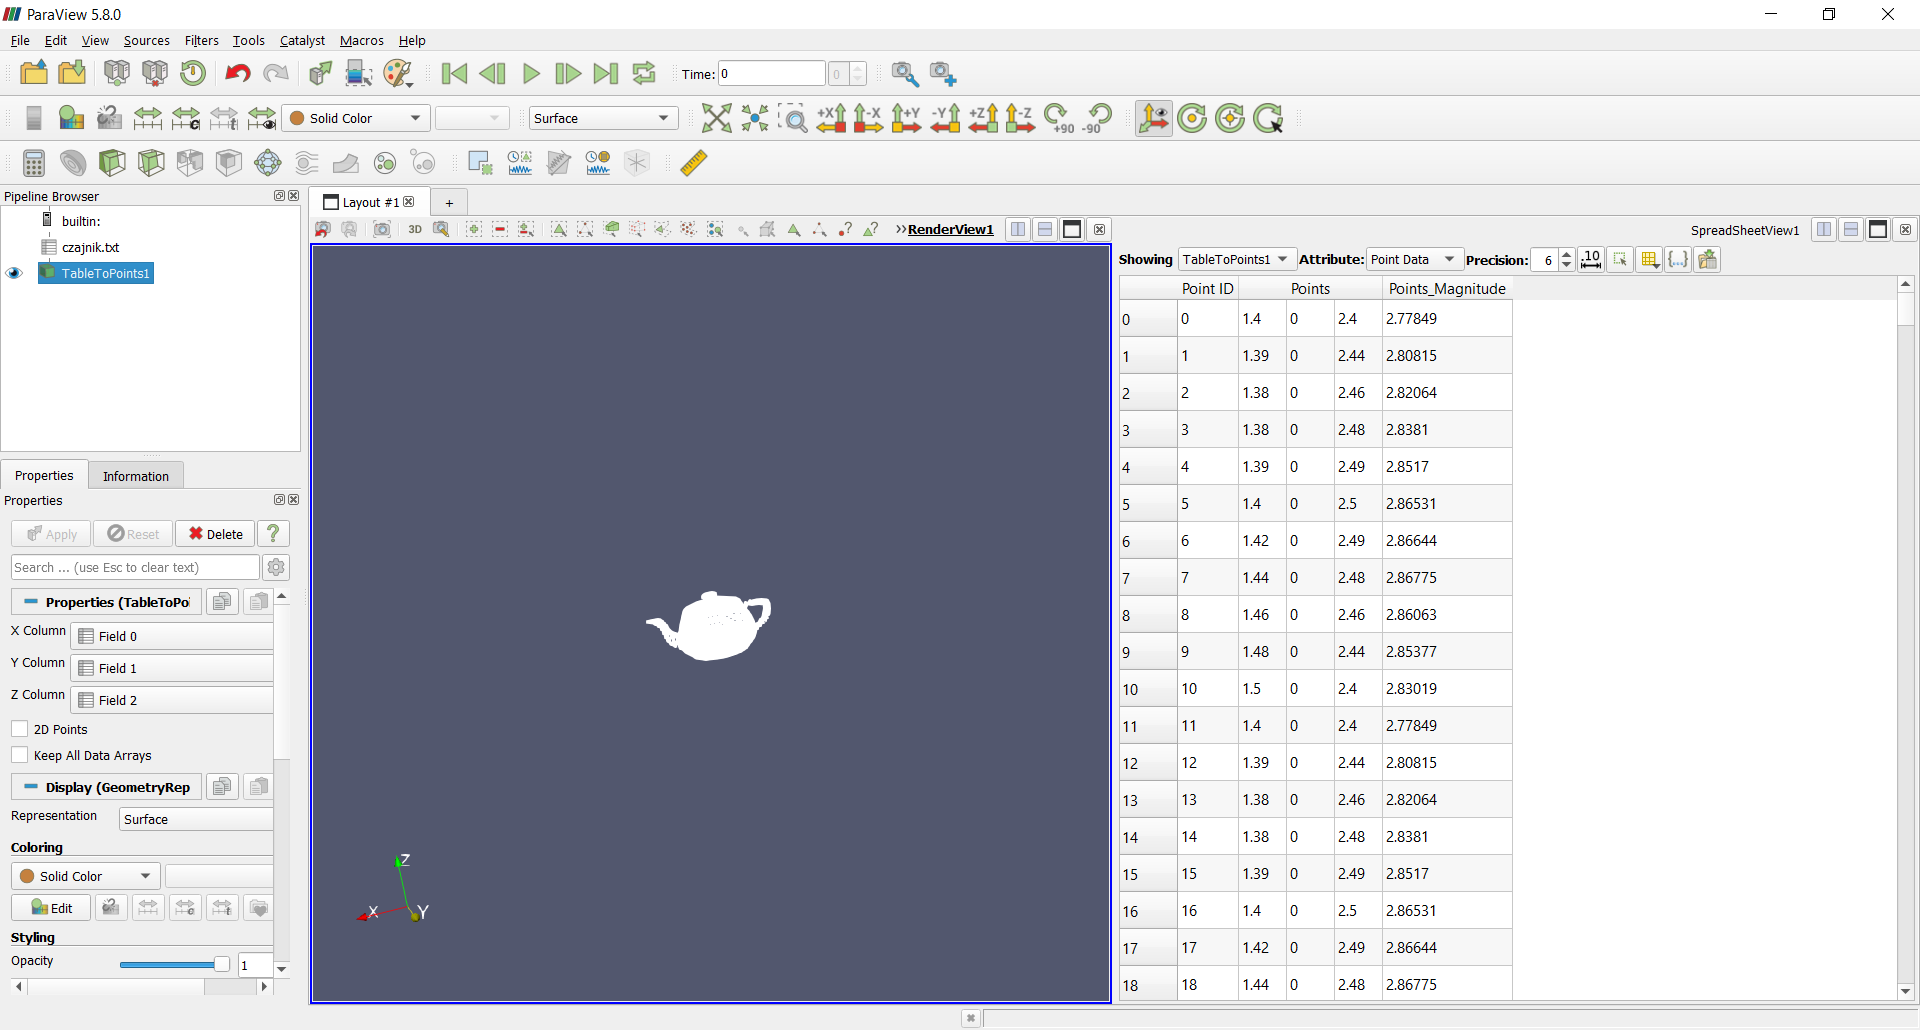 ParaView 5.8.0
File Edit View Sources Filters Tools Catalyst Macros Help
Time: 0 0
Solid Color Surface +X -X +Y -Y +Z -Z +90 -90
Pipeline Browser
builtin:
czajnik.txt
TableToPoints1
Properties Information
Properties
Apply Reset Delete ?
Search ... (use Esc to clear text)
Properties (TableToPoi
X Column Field 0
Y Column Field 1
Z Column Field 2
2D Points
Keep All Data Arrays
Display (GeometryRep
Representation Surface
Coloring
Solid Color
Edit
Styling
Opacity 1
Layout #1 +
3D ? ? >>RenderView1
Z
X
Y
SpreadSheetView1
Showing TableToPoints1 Attribute: Point Data Precision: 6 .10 {...}
Point ID Points Points_Magnitude
0 0 1.4 0 2.4 2.77849
1 1 1.39 0 2.44 2.80815
2 2 1.38 0 2.46 2.82064
3 3 1.38 0 2.48 2.8381
4 4 1.39 0 2.49 2.8517
5 5 1.4 0 2.5 2.86531
6 6 1.42 0 2.49 2.86644
7 7 1.44 0 2.48 2.86775
8 8 1.46 0 2.46 2.86063
9 9 1.48 0 2.44 2.85377
10 10 1.5 0 2.4 2.83019
11 11 1.4 0 2.4 2.77849
12 12 1.39 0 2.44 2.80815
13 13 1.38 0 2.46 2.82064
14 14 1.38 0 2.48 2.8381
15 15 1.39 0 2.49 2.8517
16 16 1.4 0 2.5 2.86531
17 17 1.42 0 2.49 2.86644
18 18 1.44 0 2.48 2.86775